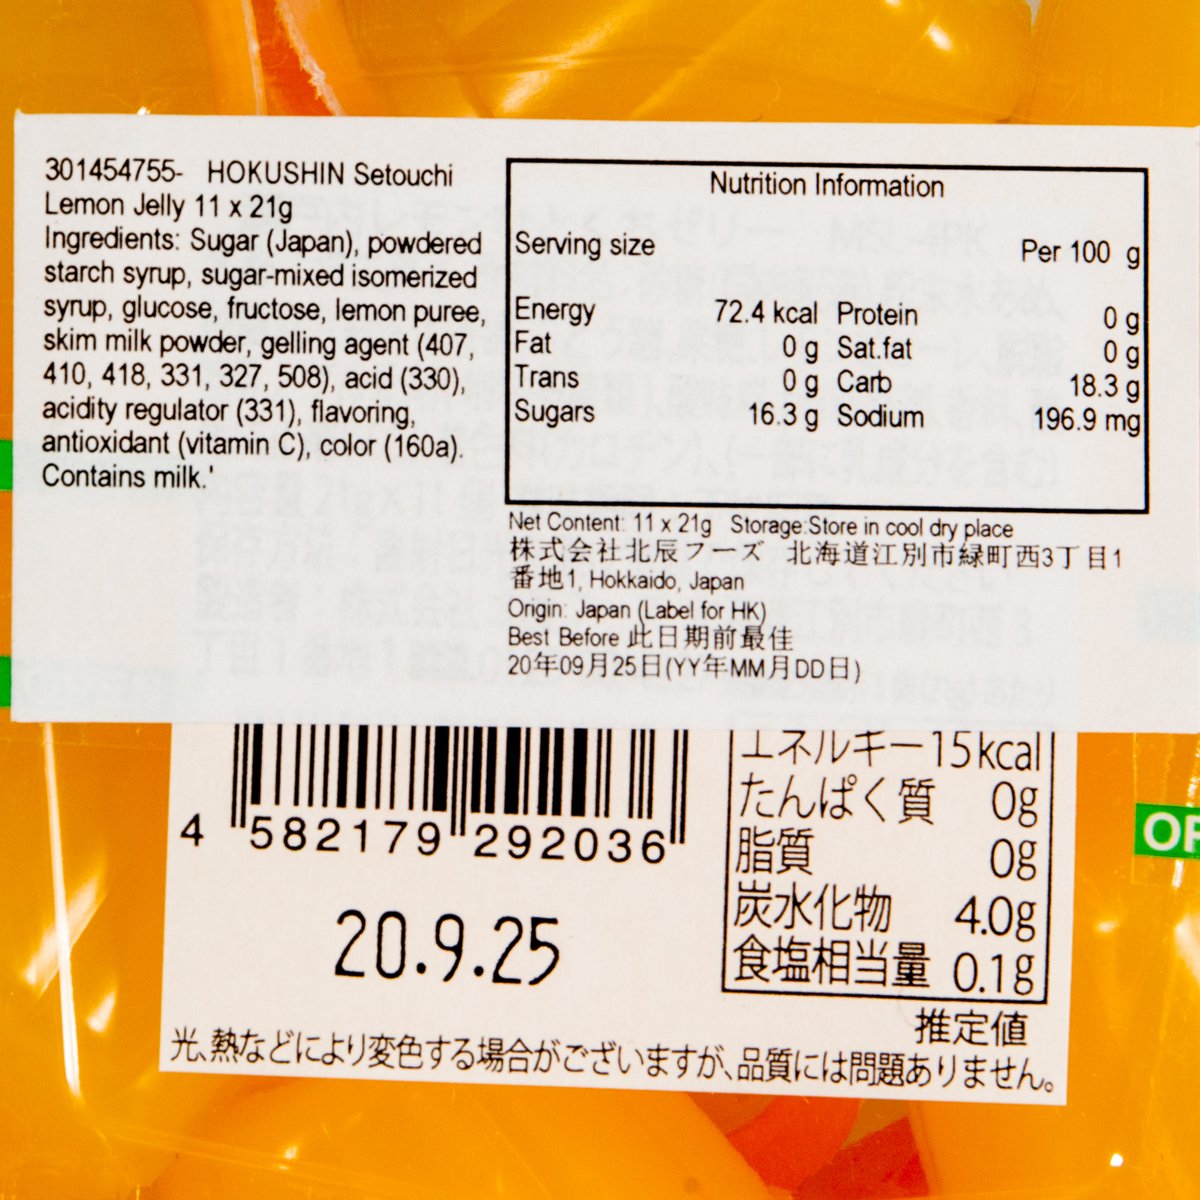 301454755- HOKUSHIN Setouchi
Lemon Jelly 11 x 21g
Ingredients: Sugar (Japan), powdered
starch syrup, sugar-mixed isomerized
syrup, glucose, fructose, lemon puree,
skim milk powder, gelling agent (407,
410, 418, 331, 327, 508), acid (330),
acidity regulator (331), flavoring,
antioxidant (vitamin C), color (160a).
Contains milk.'
Nutrition Information
Serving size Per 100 g
Energy 72.4 kcal Protein 0 g
Fat 0 g Sat.fat 0 g
Trans 0 g Carb 18.3 g
Sugars 16.3 g Sodium 196.9 mg
Net Content: 11 x 21g Storage:Store in cool dry place
株式会社北辰フーズ 北海道江別市緑町西3丁目1
番地1, Hokkaido, Japan
Origin: Japan (Label for HK)
Best Before 此日期前最佳
20年09月25日(YY年MM月DD日)
4 582179 292036
20.9.25
エネルギー 15kcal
たんぱく質 0g
脂質 0g
炭水化物 4.0g
食塩相当量 0.1g
推定値
光、熱などにより変色する場合がございますが、品質には問題ありません。